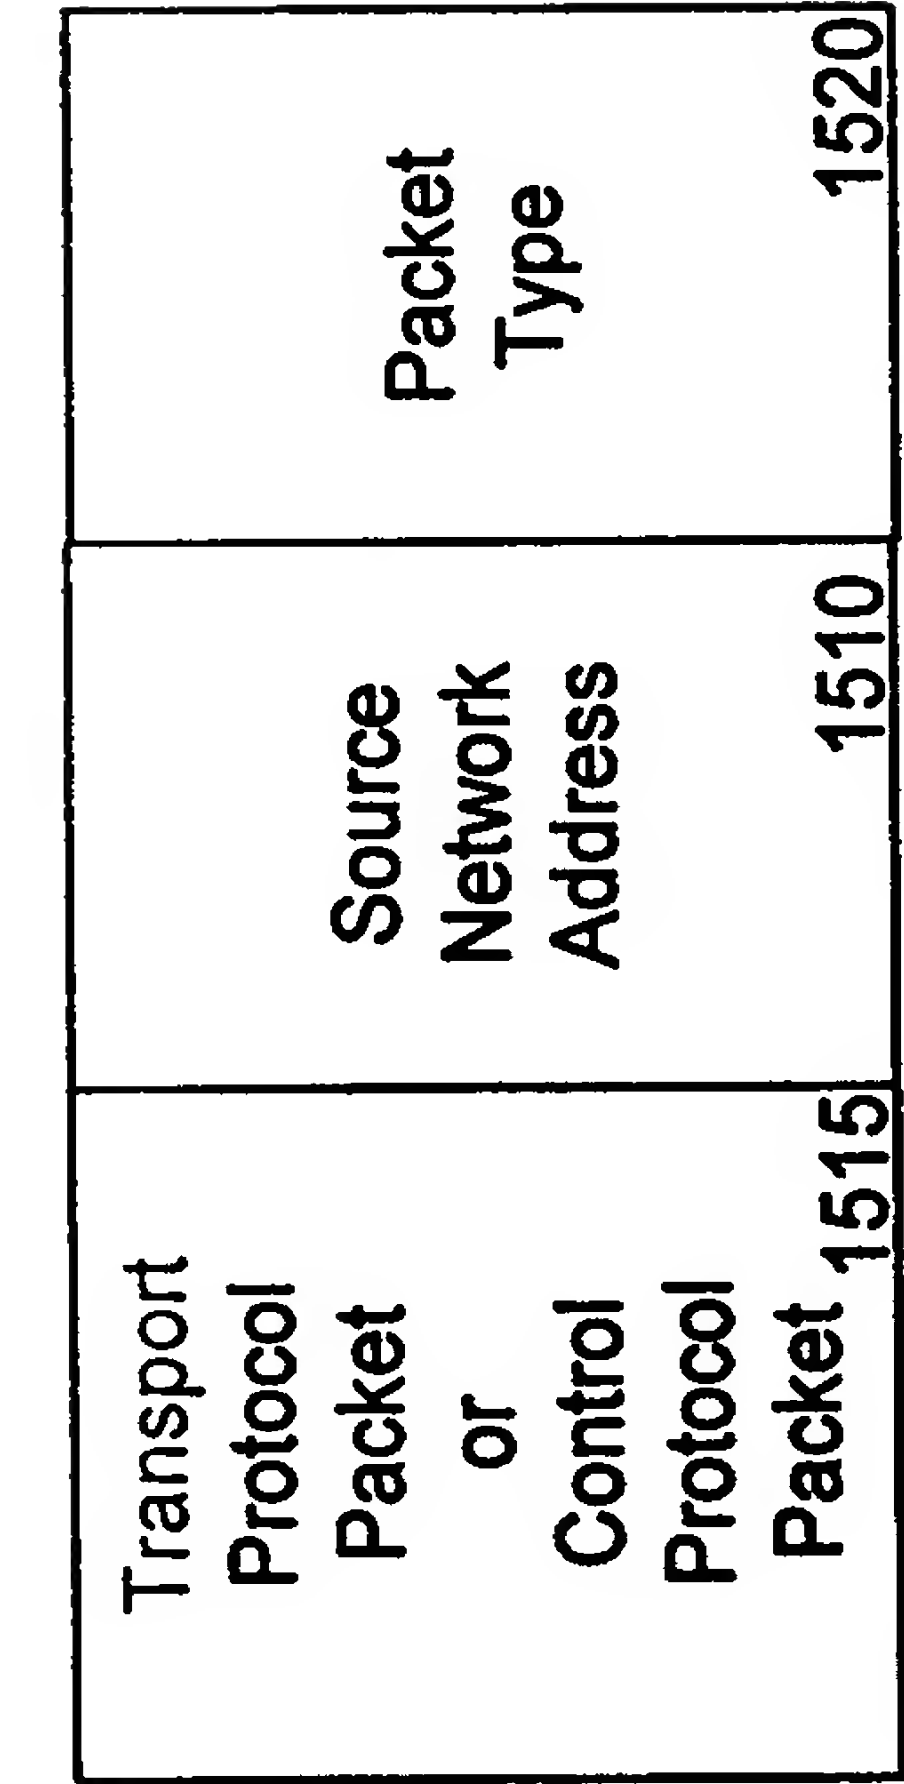 Transport
Protocol
Packet
or
Control
Protocol
Packet
1515
Source
Network
Address
1510
Packet
Type
1520